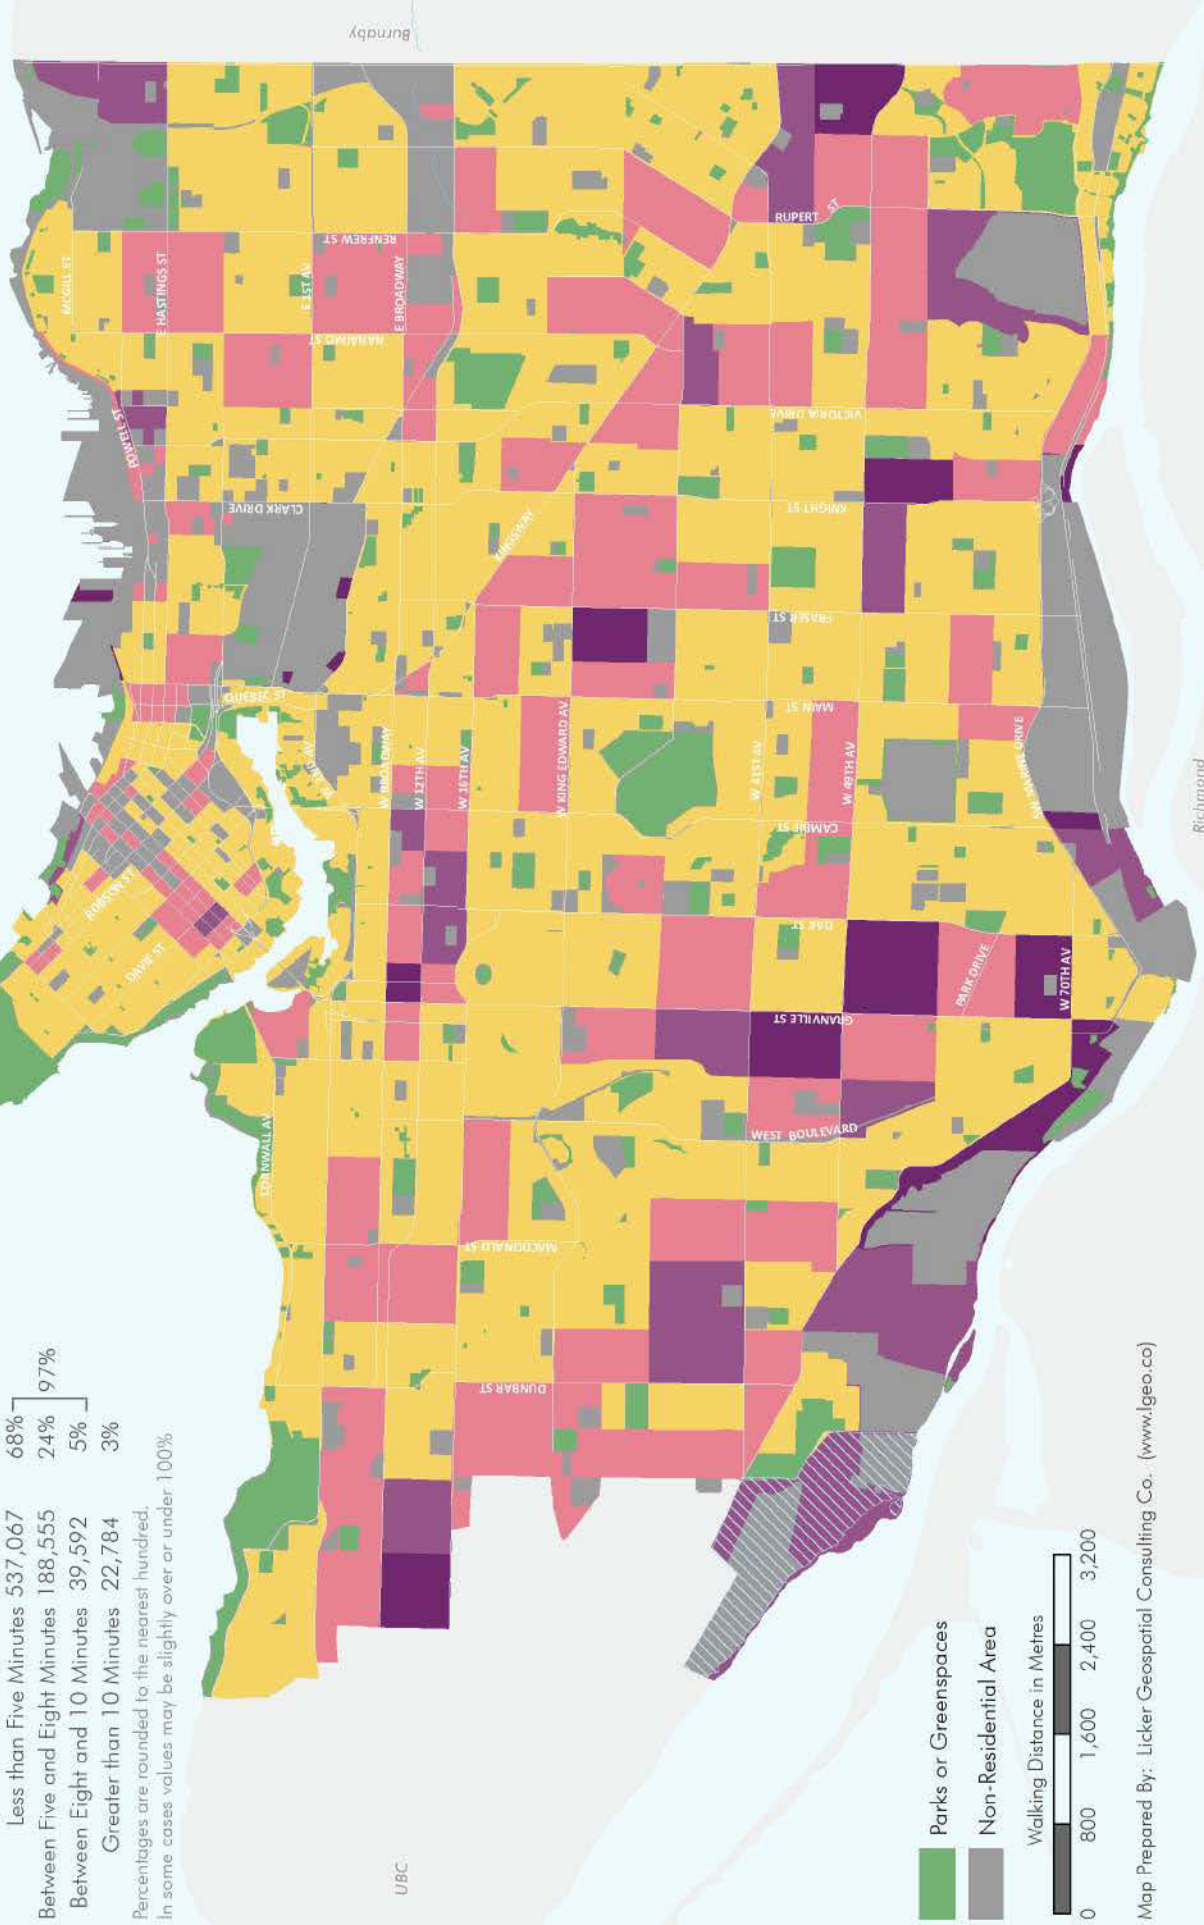 Less than Five Minutes 537,067 68%
Between Five and Eight Minutes 188,555 24% 97%
Between Eight and 10 Minutes 39,592 5%
Greater than 10 Minutes 22,784 3%
Percentages are rounded to the nearest hundred.
In some cases values may be slightly over or under 100%
Burnaby
UBC
Richmond
MCGILL ST
E HASTINGS ST
POWELL ST
E 1ST AV
E BROADWAY
RENFREW ST
NANAIMO ST
RUPERT ST
VICTORIA DRIVE
CLARK DRIVE
KNIGHT ST
KINGSWAY
FRASER ST
QUEBEC ST
MAIN ST
ROBSON ST
DAVIE ST
W BROADWAY
W 12TH AV
W 16TH AV
W KING EDWARD AV
W 41ST AV
W 49TH AV
SW MARINE DRIVE
CAMBIE ST
OAK ST
PARK DRIVE
W 70TH AV
GRANVILLE ST
WEST BOULEVARD
CORNWALL AV
MACDONALD ST
DUNBAR ST
Parks or Greenspaces
Non-Residential Area
Walking Distance in Metres
0 800 1,600 2,400 3,200
Map Prepared By: Licker Geospatial Consulting Co. (www.lgeo.co)